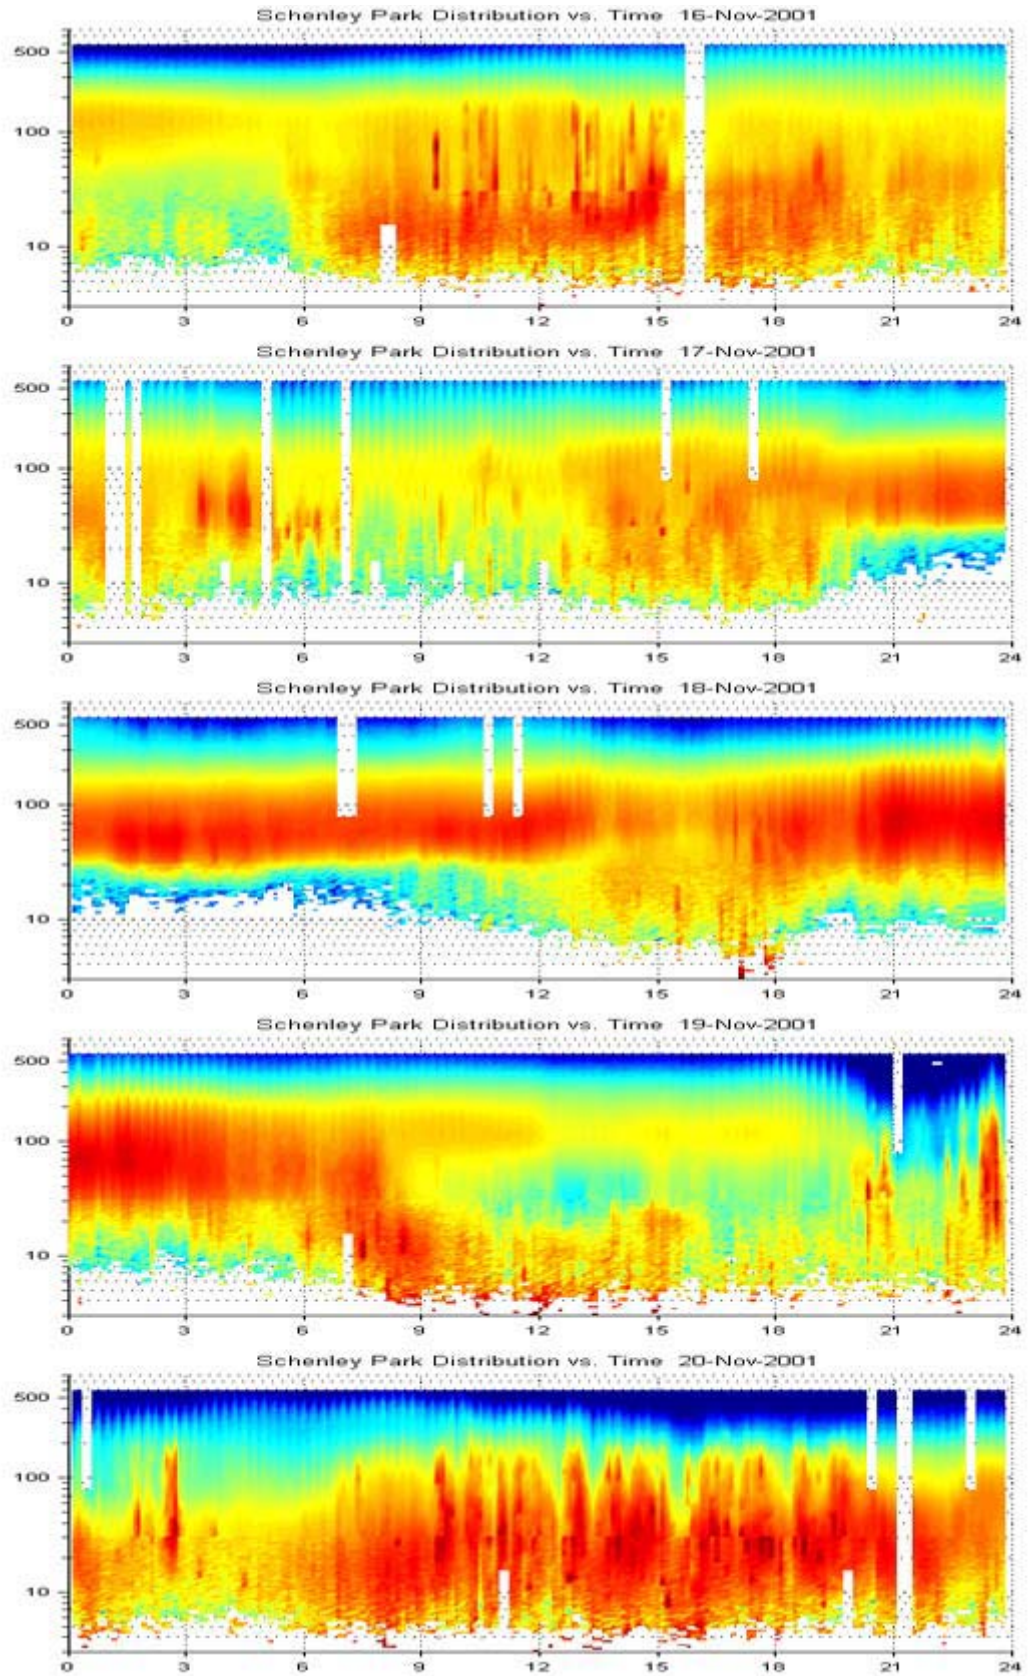 Schenley Park Distribution vs. Time 16-Nov-2001
500
100
10
0 3 6 9 12 15 18 21 24
Schenley Park Distribution vs. Time 17-Nov-2001
500
100
10
0 3 6 9 12 15 18 21 24
Schenley Park Distribution vs. Time 18-Nov-2001
500
100
10
0 3 6 9 12 15 18 21 24
Schenley Park Distribution vs. Time 19-Nov-2001
500
100
10
0 3 6 9 12 15 18 21 24
Schenley Park Distribution vs. Time 20-Nov-2001
500
100
10
0 3 6 9 12 15 18 21 24